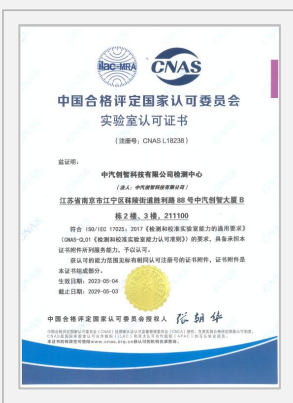 ilac-MRA
CNAS
中国合格评定国家认可委员会
实验室认可证书
（注册号：CNAS L18238）
兹证明：
中汽创智科技有限公司检测中心
（法人：中汽创智科技有限公司）
江苏省南京市江宁区秣陵街道胜利路 88 号中汽创智大厦 B
栋 2 楼、3 楼，211100
符合 ISO/IEC 17025：2017《检测和校准实验室能力的通用要求》
（CNAS-CL01《检测和校准实验室能力认可准则》）的要求，具备承担本
证书附件所列服务能力，予以认可。
获认可的能力范围见标有相同认可注册号的证书附件，证书附件是
本证书组成部分。
生效日期：2023-05-04
截止日期：2029-05-03
中国合格评定国家认可委员会授权人 张朝华